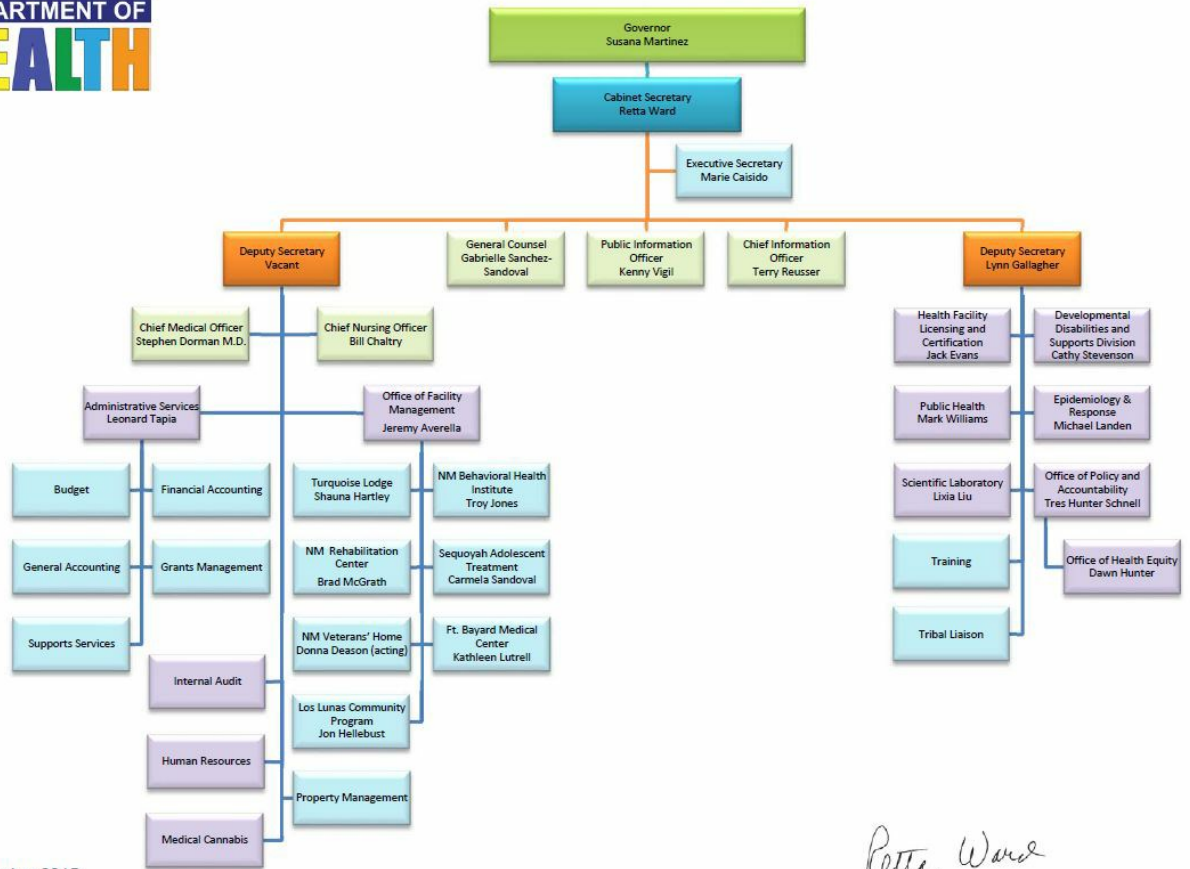 DEPARTMENT OF
HEALTH
Governor
Susana Martinez
Cabinet Secretary
Retta Ward
Executive Secretary
Marie Caisido
Deputy Secretary
Vacant
General Counsel
Gabrielle Sanchez-
Sandoval
Public Information
Officer
Kenny Vigil
Chief Information
Officer
Terry Reusser
Deputy Secretary
Lynn Gallagher
Chief Medical Officer
Stephen Dorman M.D.
Chief Nursing Officer
Bill Chaltry
Administrative Services
Leonard Tapia
Office of Facility
Management
Jeremy Averella
Budget
Financial Accounting
General Accounting
Grants Management
Supports Services
Turquoise Lodge
Shauna Hartley
NM Behavioral Health
Institute
Troy Jones
NM Rehabilitation
Center
Brad McGrath
Sequoyah Adolescent
Treatment
Carmela Sandoval
NM Veterans' Home
Donna Deason (acting)
Ft. Bayard Medical
Center
Kathleen Lutrell
Los Lunas Community
Program
Jon Hellebust
Internal Audit
Human Resources
Property Management
Medical Cannabis
Health Facility
Licensing and
Certification
Jack Evans
Developmental
Disabilities and
Supports Division
Cathy Stevenson
Public Health
Mark Williams
Epidemiology &
Response
Michael Landen
Scientific Laboratory
Lixia Liu
Office of Policy and
Accountability
Tres Hunter Schnell
Training
Office of Health Equity
Dawn Hunter
Tribal Liaison
Retta Ward